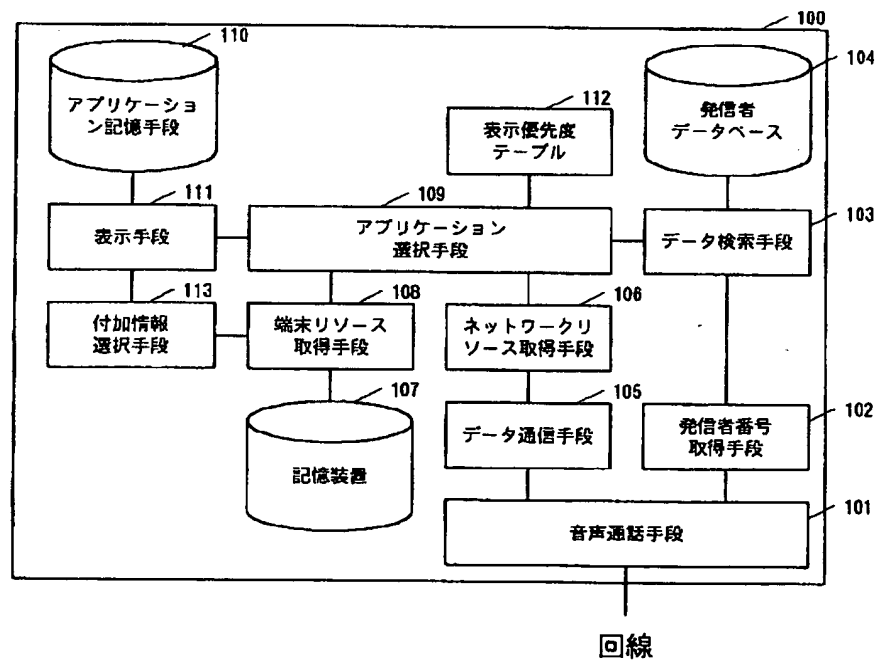 100
110
アプリケーショ
ン記憶手段
104
発信者
データベース
112
表示優先度
テーブル
111
表示手段
109
アプリケーション
選択手段
103
データ検索手段
113
付加情報
選択手段
108
端末リソース
取得手段
106
ネットワークリ
ソース取得手段
107
記憶装置
105
データ通信手段
102
発信者番号
取得手段
101
音声通話手段
回線